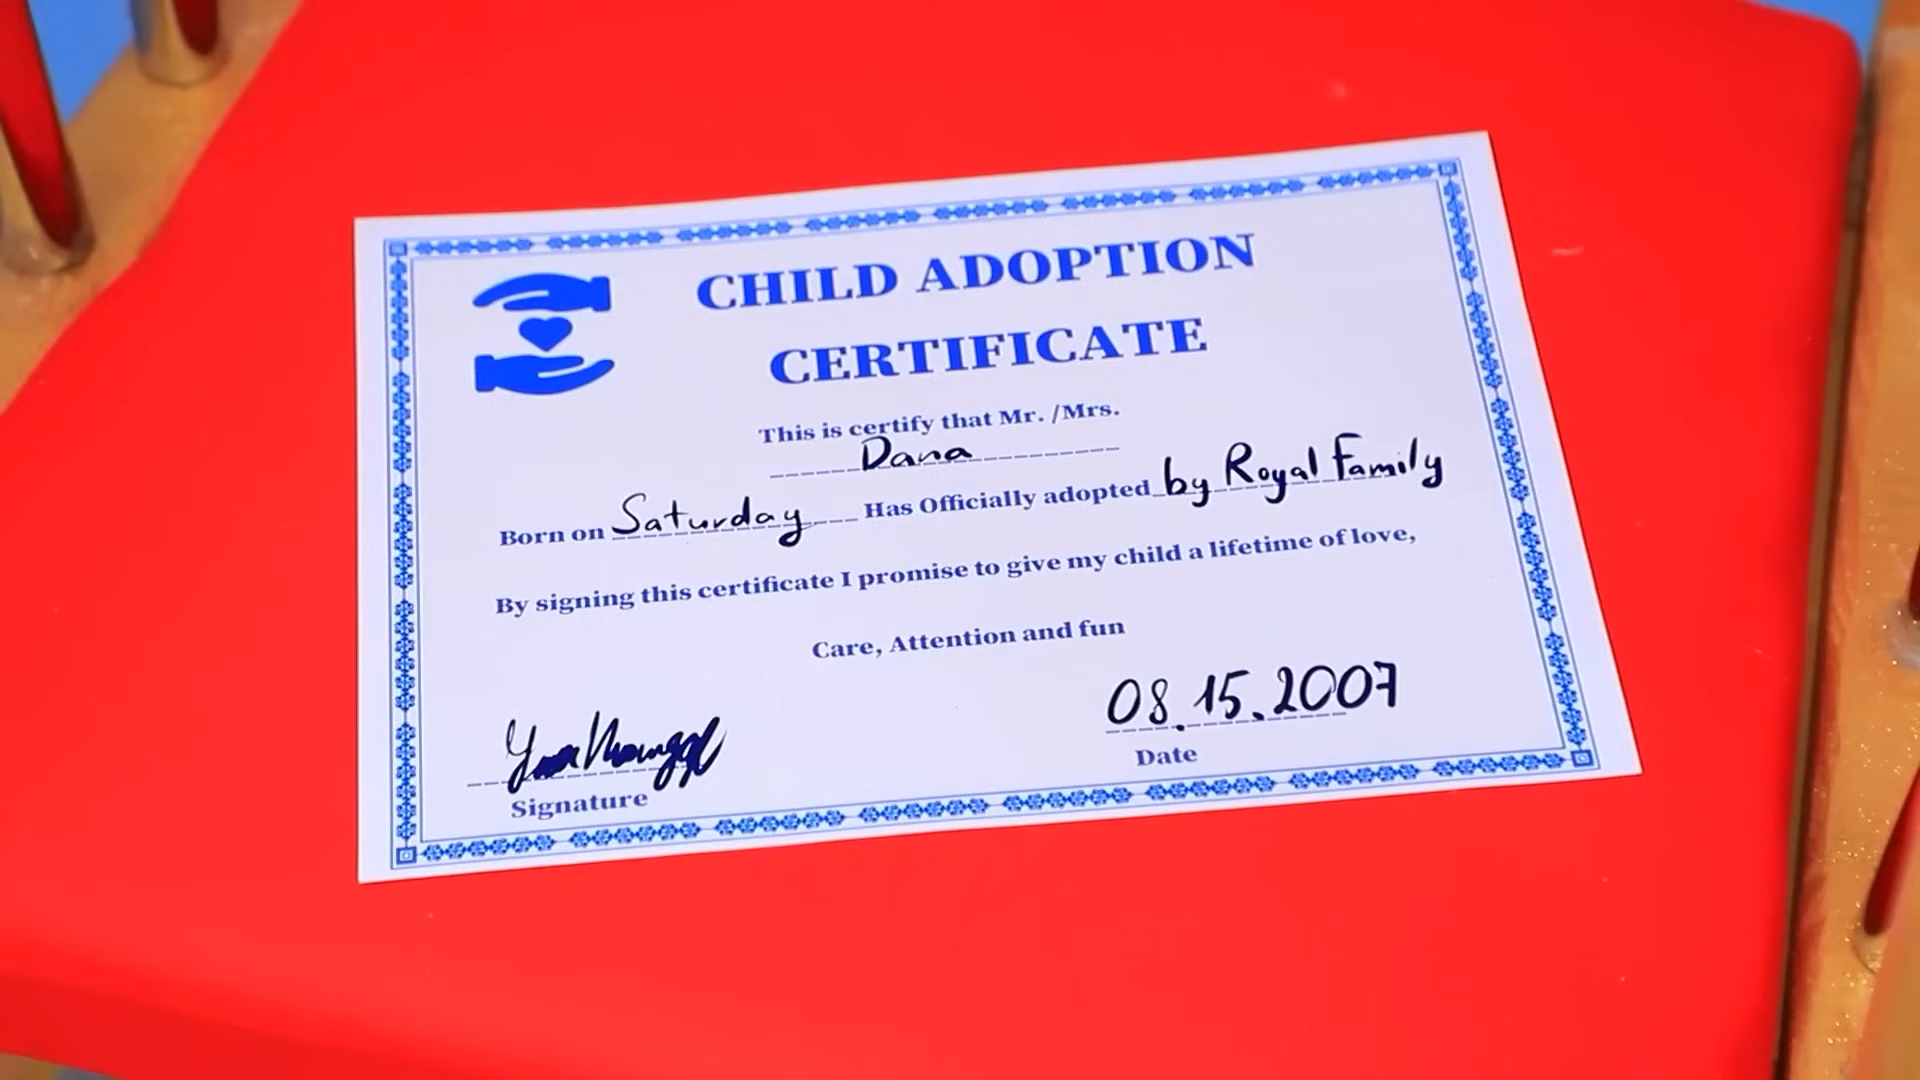 CHILD ADOPTION
CERTIFICATE
This is certify that Mr. /Mrs.
Dana
Born on Saturday Has Officially adopted by Royal Family
By signing this certificate I promise to give my child a lifetime of love,
Care, Attention and fun
08.15.2007
Signature
Date